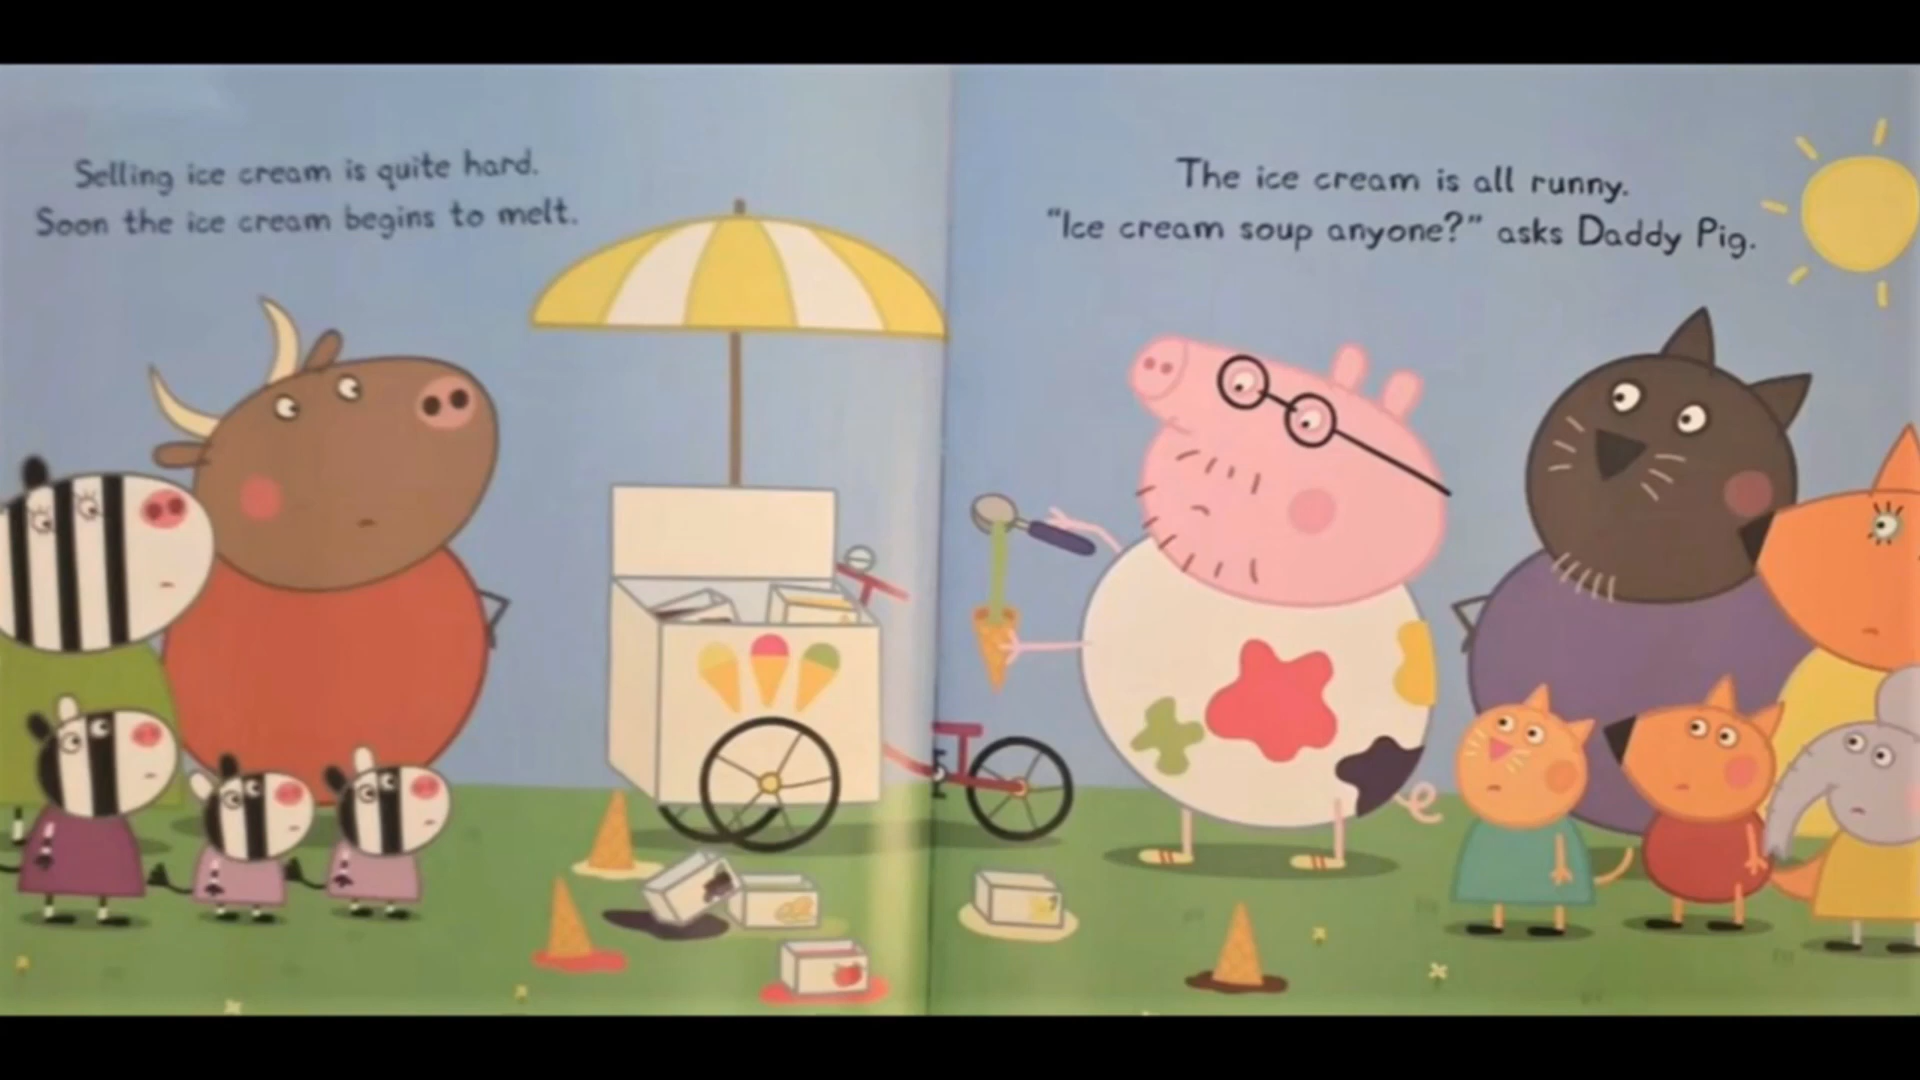 Selling ice cream is quite hard.
Soon the ice cream begins to melt.
The ice cream is all runny.
"Ice cream soup anyone?" asks Daddy Pig.